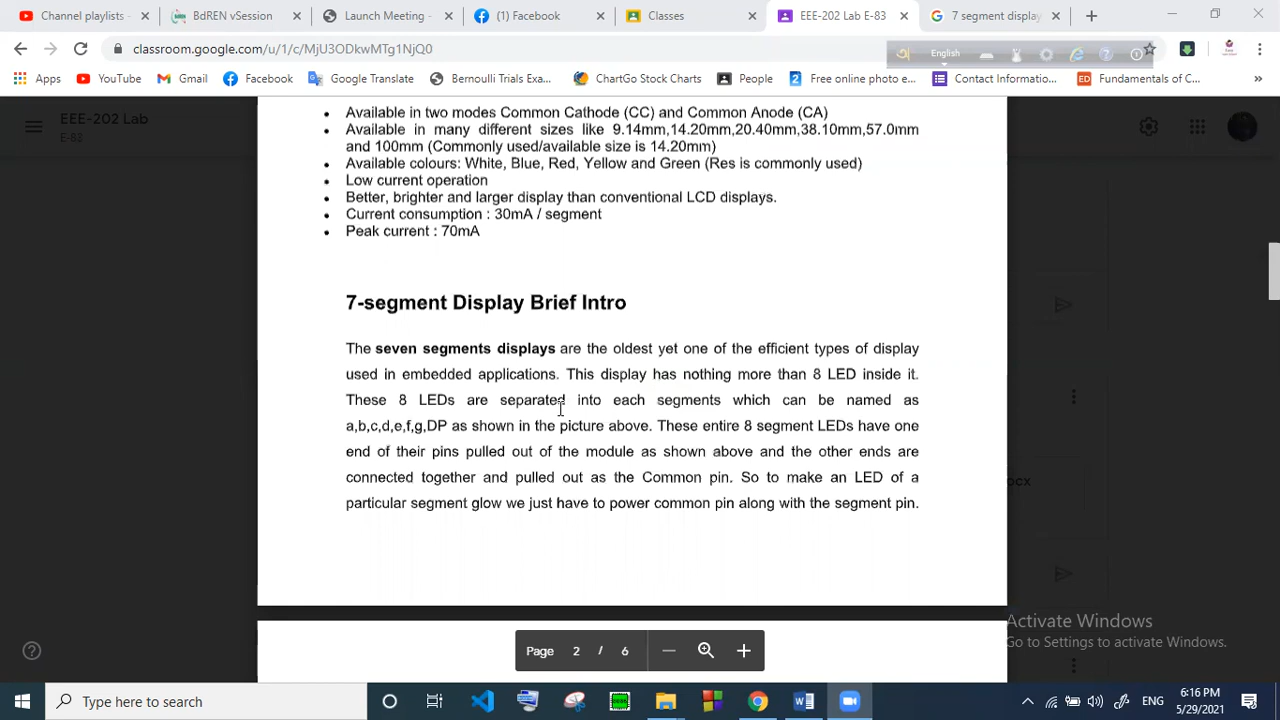 Channel Playlists
BdREN vSession
Launch Meeting -
(1) Facebook
Classes
EEE-202 Lab E-83
7 segment display
classroom.google.com/u/1/c/MjU3ODkwMTg1NjQ0
English
Apps
YouTube
Gmail
Facebook
Google Translate
Bernoulli Trials Exa...
ChartGo Stock Charts
People
Free online photo e...
Contact Informatio...
Fundamentals of C...
EEE-202 Lab
E-83
• Available in two modes Common Cathode (CC) and Common Anode (CA)
• Available in many different sizes like 9.14mm,14.20mm,20.40mm,38.10mm,57.0mm
and 100mm (Commonly used/available size is 14.20mm)
• Available colours: White, Blue, Red, Yellow and Green (Res is commonly used)
• Low current operation
• Better, brighter and larger display than conventional LCD displays.
• Current consumption : 30mA / segment
• Peak current : 70mA
7-segment Display Brief Intro
The seven segments displays are the oldest yet one of the efficient types of display
used in embedded applications. This display has nothing more than 8 LED inside it.
These 8 LEDs are separated into each segments which can be named as
a,b,c,d,e,f,g,DP as shown in the picture above. These entire 8 segment LEDs have one
end of their pins pulled out of the module as shown above and the other ends are
connected together and pulled out as the Common pin. So to make an LED of a
particular segment glow we just have to power common pin along with the segment pin.
ocx
Page 2 / 6
Activate Windows
Go to Settings to activate Windows.
Type here to search
ENG
6:16 PM
5/29/2021